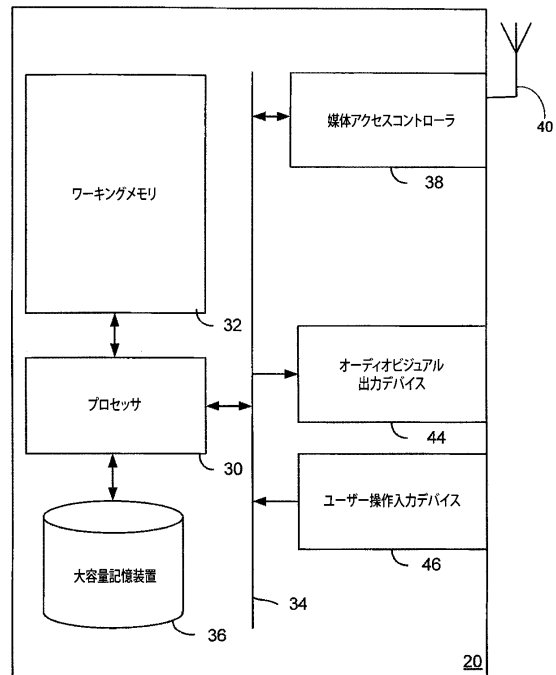 媒体アクセスコントローラ
40
38
ワーキングメモリ
32
オーディオビジュアル
出力デバイス
プロセッサ
44
30
ユーザー操作入力デバイス
大容量記憶装置
46
34
36
20